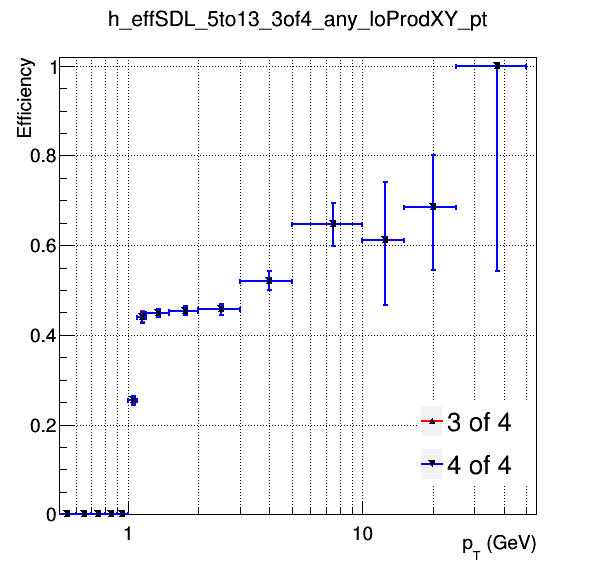 h_effSDL_5to13_3of4_any_loProdXY_pt
Efficiency
1
0.8
0.6
0.4
0.2
0
3 of 4
4 of 4
1
10
p_T (GeV)